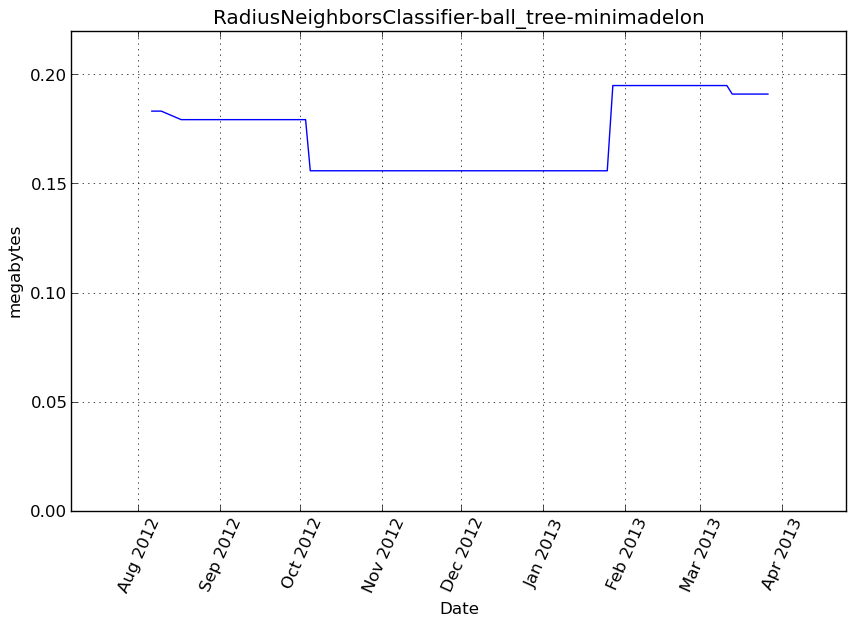 RadiusNeighborsClassifier-ball_tree-minimadelon
0.20
0.15
0.10
0.05
0.00
megabytes
Aug 2012
Sep 2012
Oct 2012
Nov 2012
Dec 2012
Jan 2013
Feb 2013
Mar 2013
Apr 2013
Date